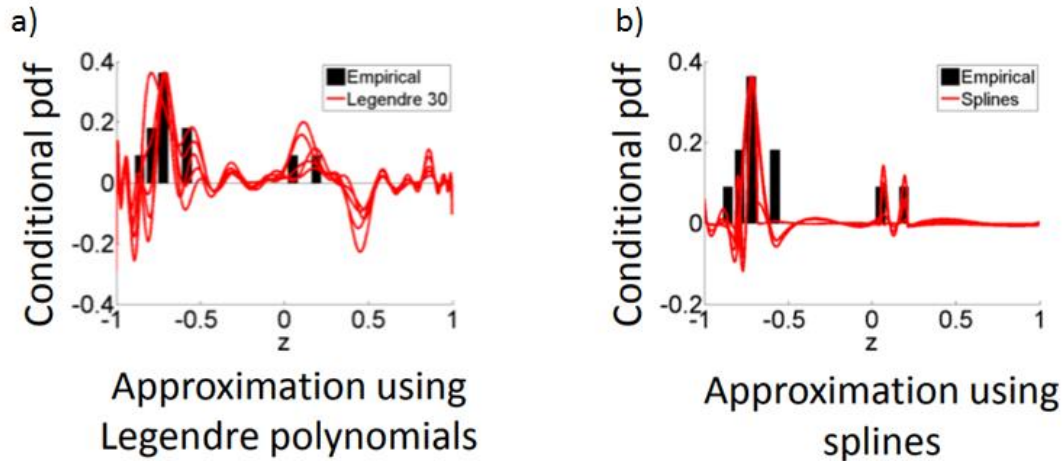 a)
Conditional pdf
0.4
0.2
0
-0.2
-0.4
Empirical
Legendre 30
-1
-0.5
0
0.5
1
z
Approximation using
Legendre polynomials
b)
Conditional pdf
0.4
0.2
0
-0.2
Empirical
Splines
-1
-0.5
0
0.5
1
z
Approximation using
splines